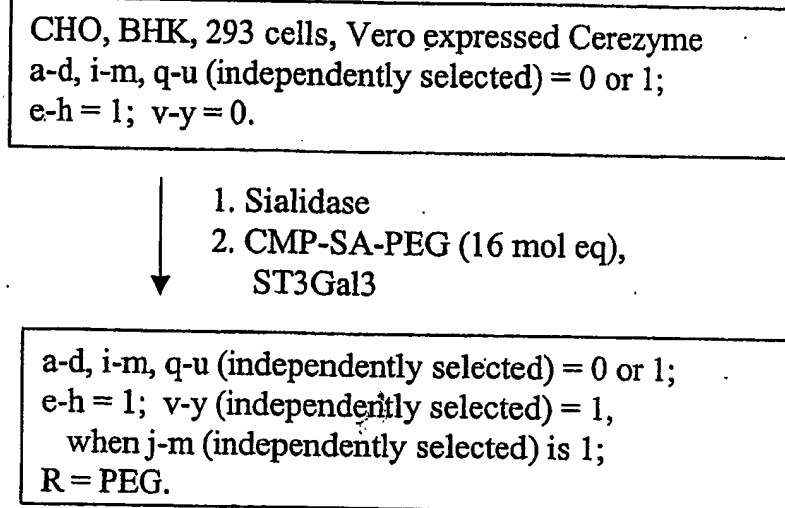 CHO, BHK, 293 cells, Vero expressed Cerezyme
a-d, i-m, q-u (independently selected) = 0 or 1;
e-h = 1; v-y = 0.
1. Sialidase
2. CMP-SA-PEG (16 mol eq),
ST3Gal3
a-d, i-m, q-u (independently selected) = 0 or 1;
e-h = 1; v-y (independently selected) = 1,
when j-m (independently selected) is 1;
R = PEG.